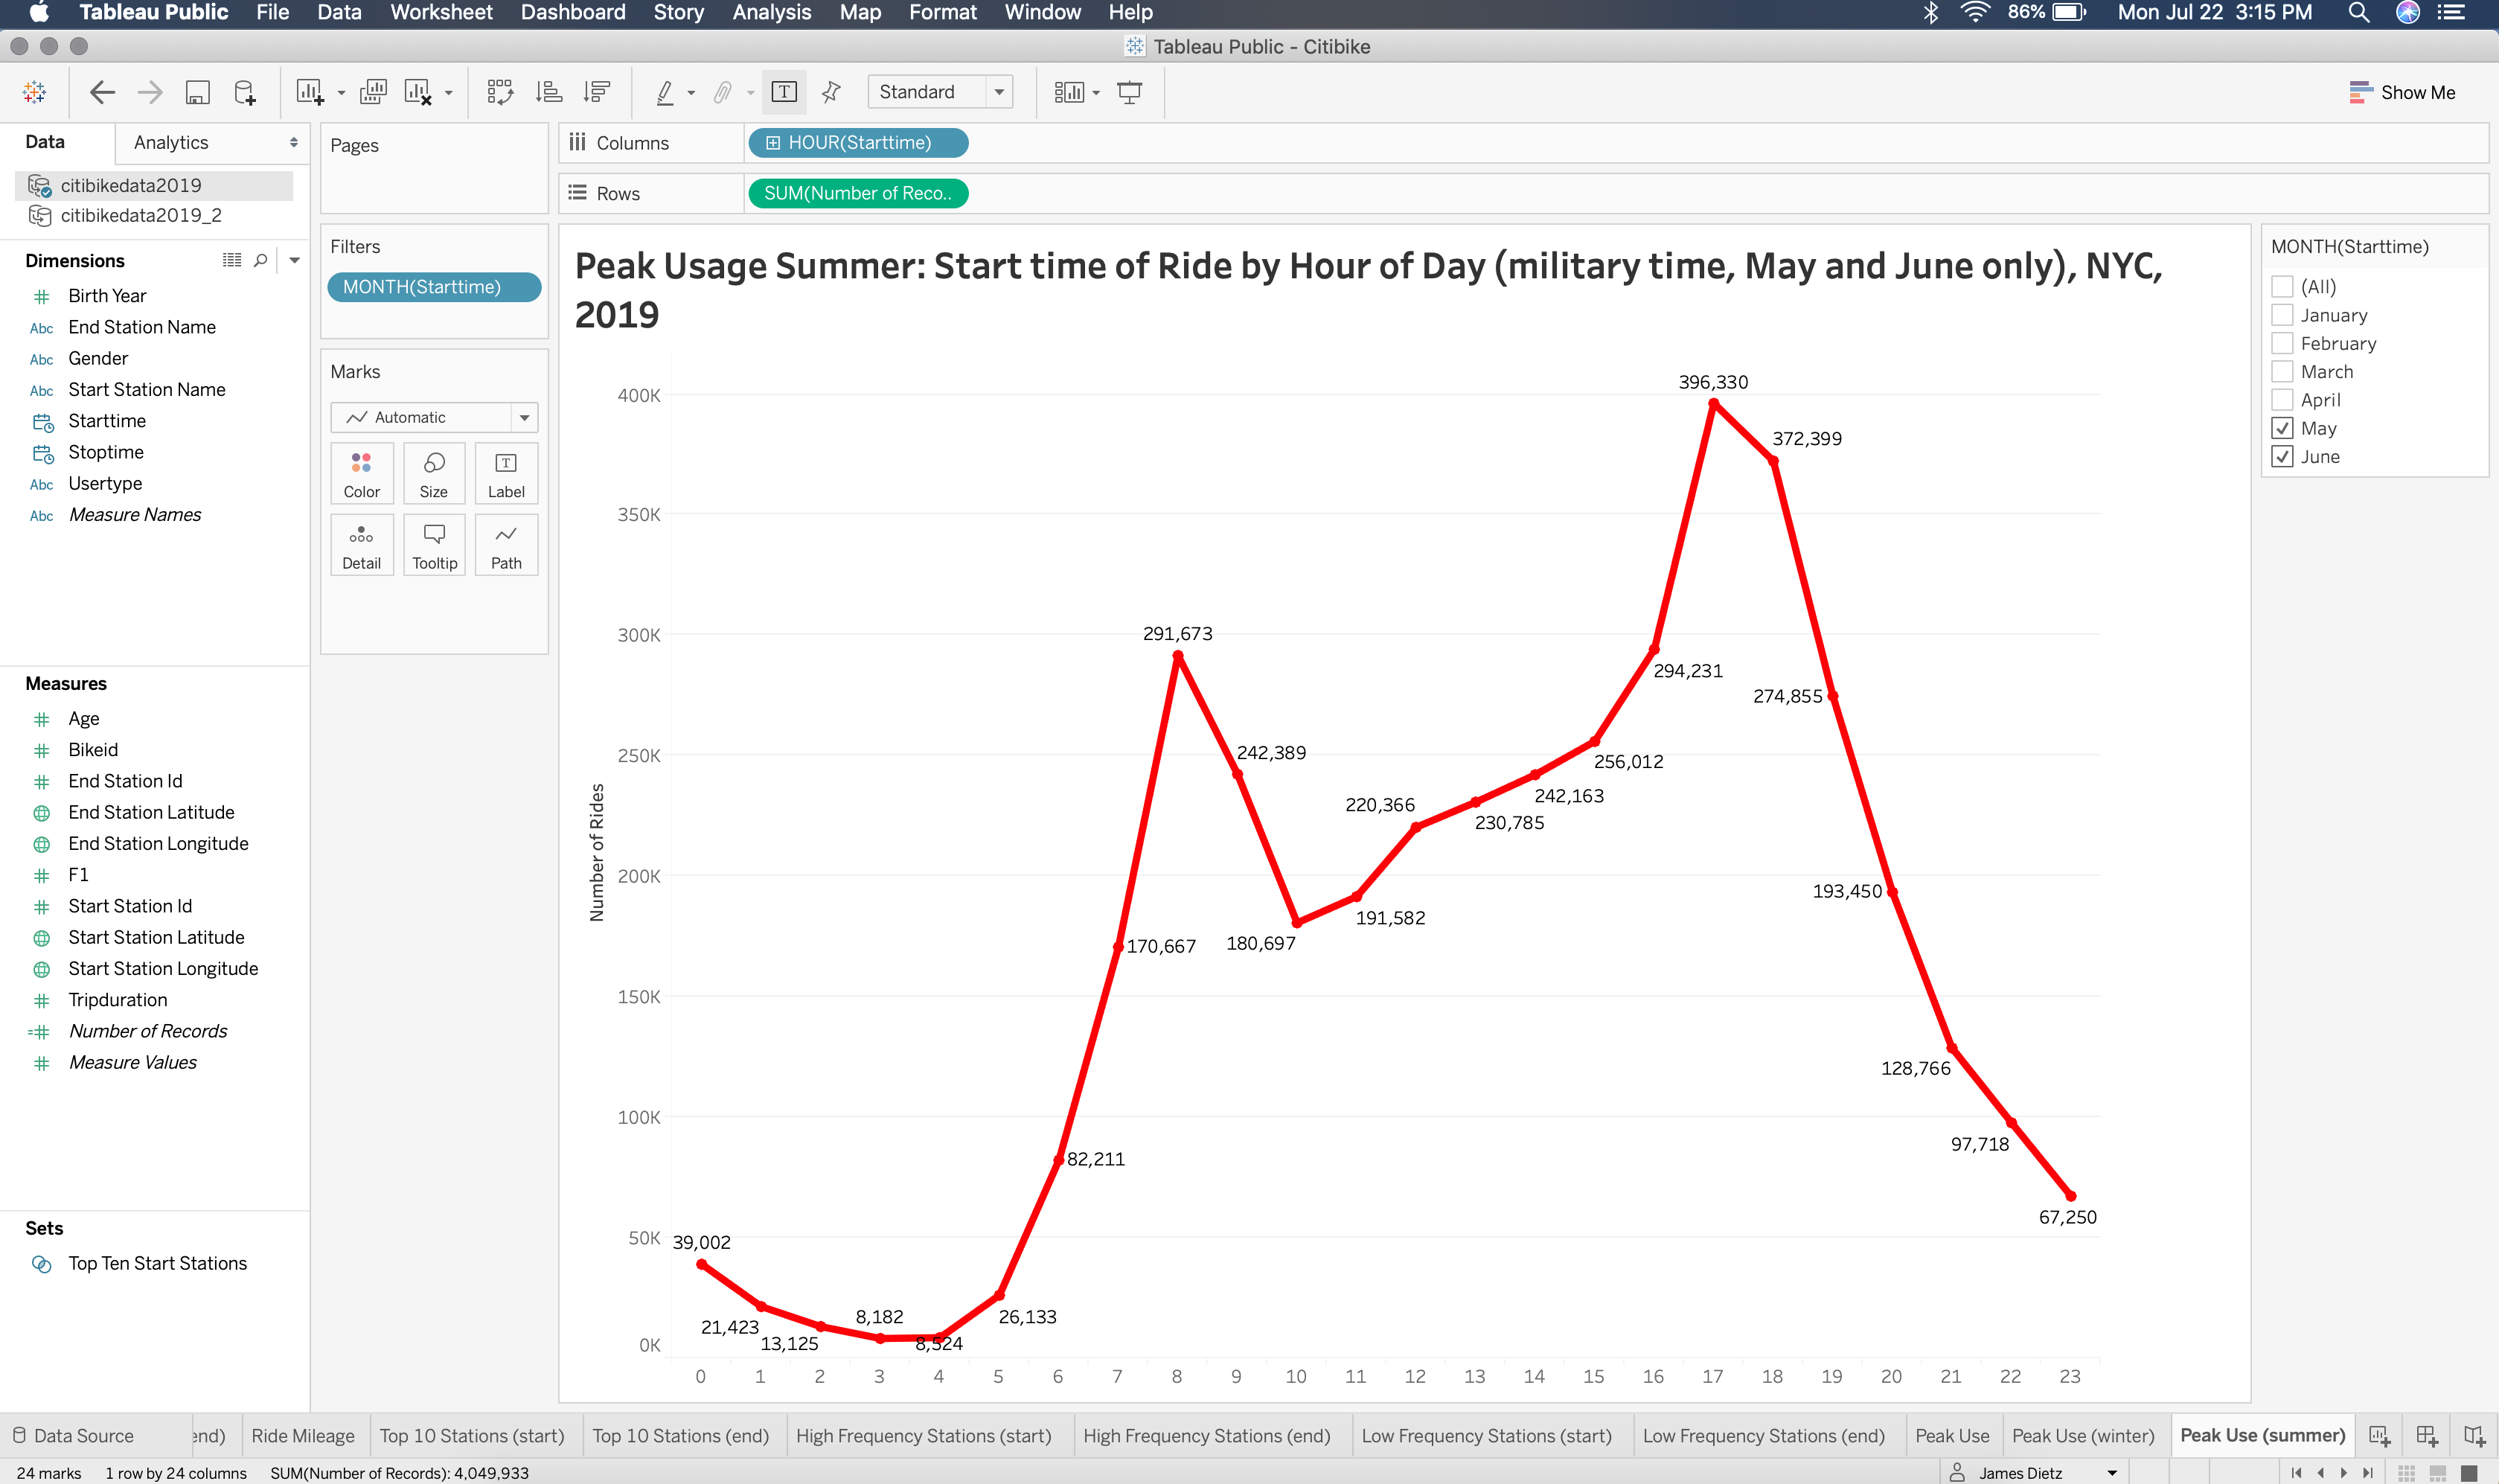 Tableau Public File Data Worksheet Dashboard Story Analysis Map Format Window Help 86% Mon Jul 22 3:15 PM
Tableau Public - Citibike
Standard Show Me
Data Analytics
citibikedata2019
citibikedata2019_2
Dimensions
# Birth Year
Abc End Station Name
Abc Gender
Abc Start Station Name
Starttime
Stoptime
Abc Usertype
Abc Measure Names
Measures
# Age
# Bikeid
# End Station Id
End Station Latitude
End Station Longitude
# F1
# Start Station Id
Start Station Latitude
Start Station Longitude
# Tripduration
=# Number of Records
# Measure Values
Sets
Top Ten Start Stations
Pages
Filters
MONTH(Starttime)
Marks
Automatic
Color Size Label
Detail Tooltip Path
Columns HOUR(Starttime)
Rows SUM(Number of Reco..
Peak Usage Summer: Start time of Ride by Hour of Day (military time, May and June only), NYC,
2019
Number of Rides
400K
350K
300K
250K
200K
150K
100K
50K
0K
39,002
21,423
13,125
8,182
8,524
26,133
82,211
170,667
291,673
242,389
180,697
191,582
220,366
230,785
242,163
256,012
294,231
396,330
372,399
274,855
193,450
128,766
97,718
67,250
0 1 2 3 4 5 6 7 8 9 10 11 12 13 14 15 16 17 18 19 20 21 22 23
MONTH(Starttime)
(All)
January
February
March
April
May
June
Data Source end) Ride Mileage Top 10 Stations (start) Top 10 Stations (end) High Frequency Stations (start) High Frequency Stations (end) Low Frequency Stations (start) Low Frequency Stations (end) Peak Use Peak Use (winter) Peak Use (summer)
24 marks 1 row by 24 columns SUM(Number of Records): 4,049,933 James Dietz